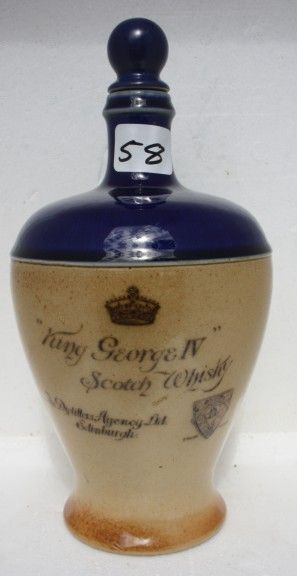 58
"King George IV"
Scotch Whisky
The Distillers Agency Ltd.
Edinburgh.